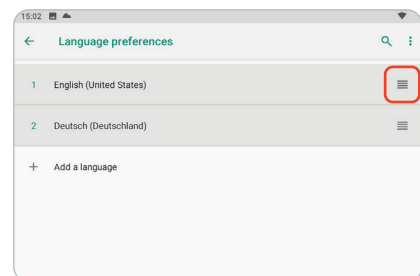 15:02
Language preferences
1 English (United States)
2 Deutsch (Deutschland)
+ Add a language